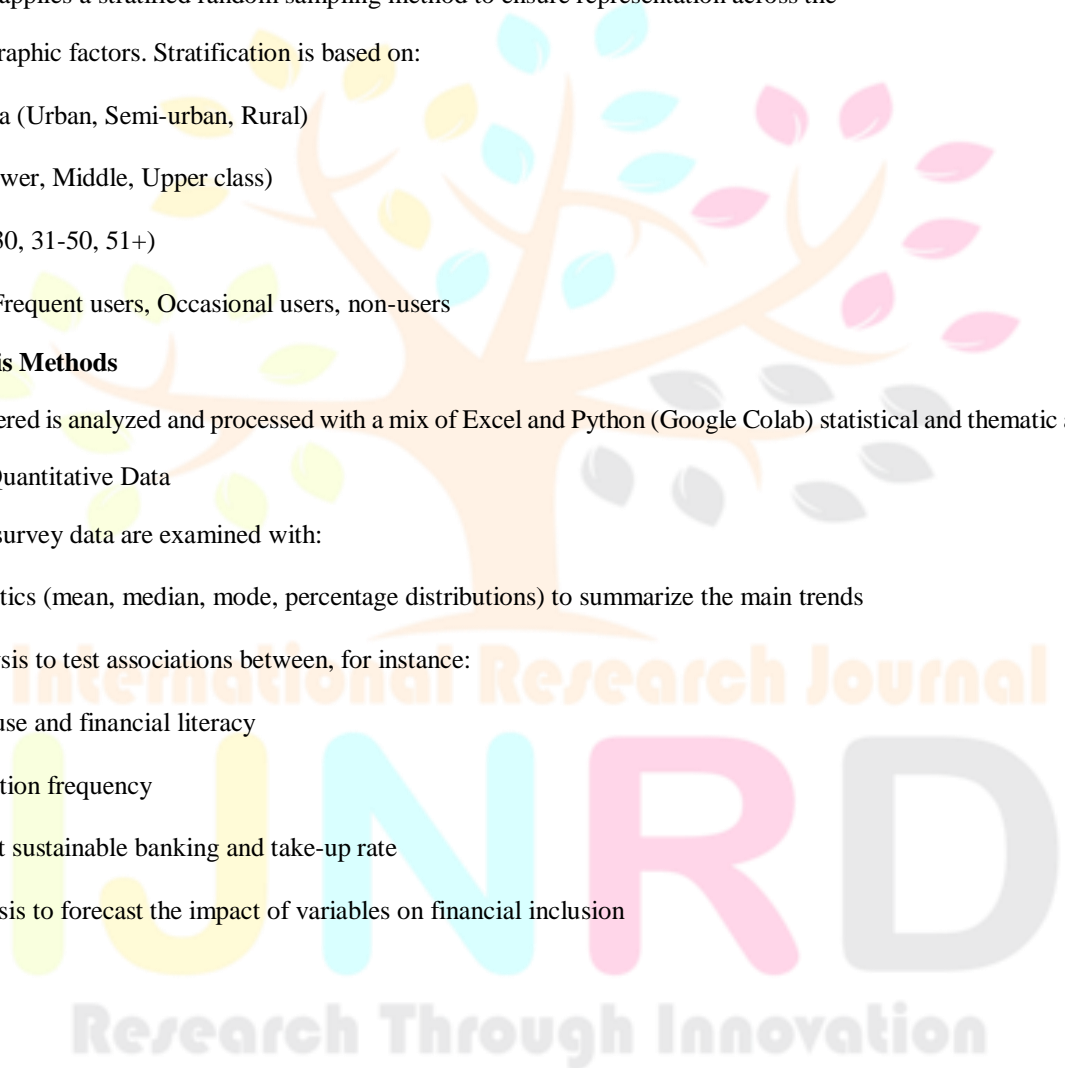 applies a stratified random sampling method to ensure representation across the
raphic factors. Stratification is based on:
a (Urban, Semi-urban, Rural)
wer, Middle, Upper class)
30, 31-50, 51+)
Frequent users, Occasional users, non-users
is Methods
ered is analyzed and processed with a mix of Excel and Python (Google Colab) statistical and thematic
Quantitative Data
survey data are examined with:
tics (mean, median, mode, percentage distributions) to summarize the main trends
ysis to test associations between, for instance:
International Research Journal
use and financial literacy
tion frequency
t sustainable banking and take-up rate
sis to forecast the impact of variables on financial inclusion
IJNRD
Research Through Innovation